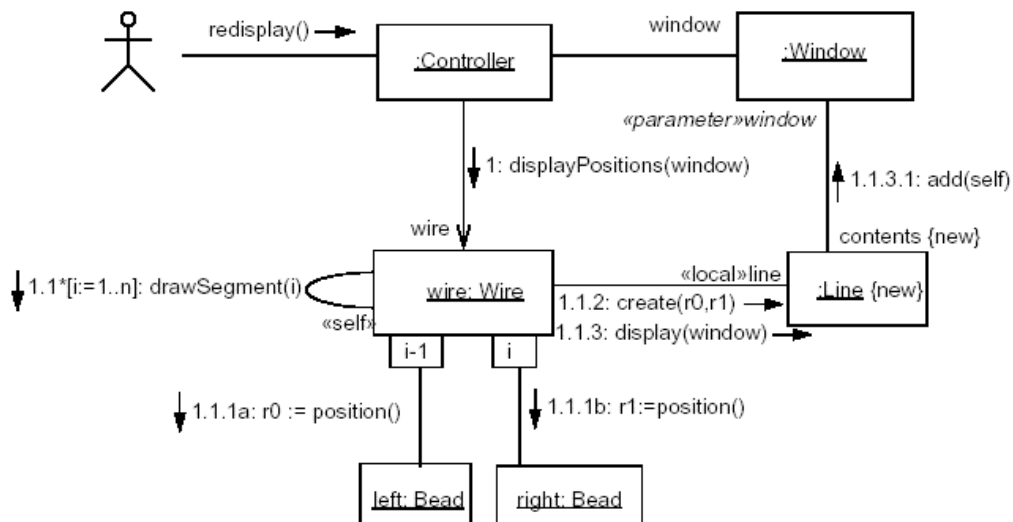 redisplay()
window
:Controller
:Window
«parameter»window
1: displayPositions(window)
1.1.3.1: add(self)
wire
contents {new}
1.1*[i:=1..n]: drawSegment(i)
wire: Wire
«local»line
:Line {new}
1.1.2: create(r0,r1)
«self»
1.1.3: display(window)
i-1
i
1.1.1a: r0 := position()
1.1.1b: r1:=position()
left: Bead
right: Bead